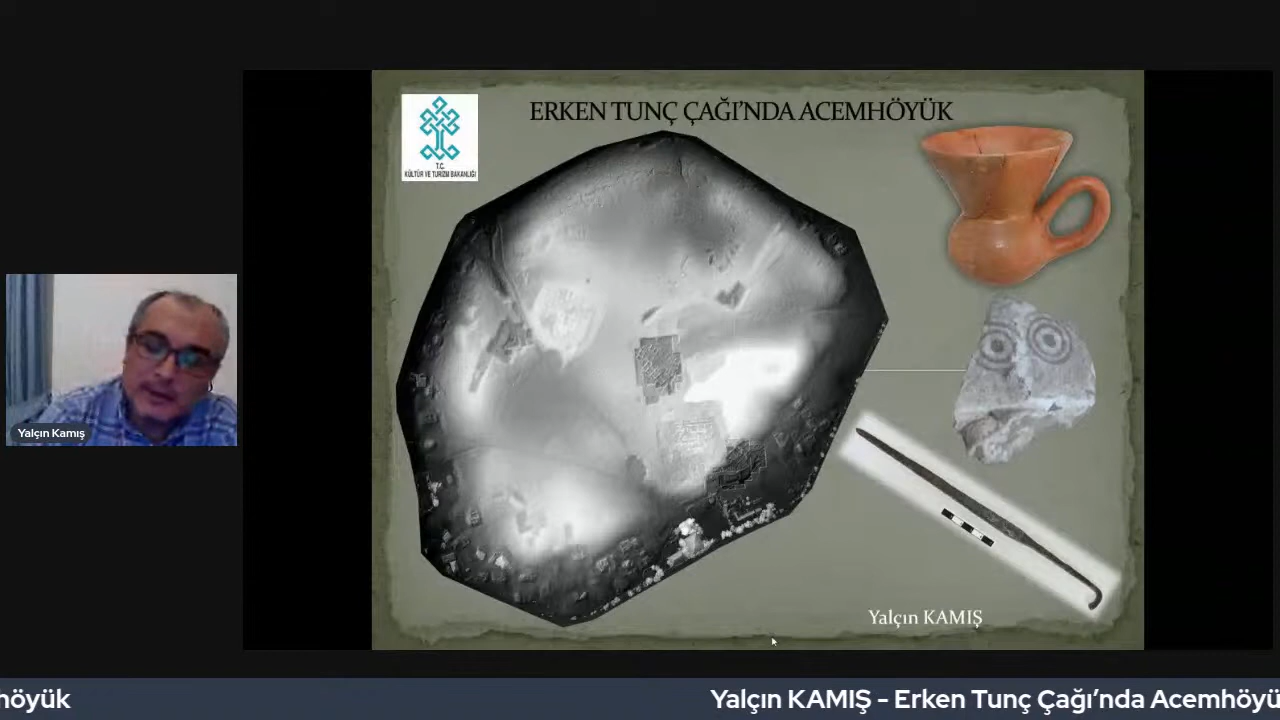 ERKEN TUNÇ ÇAĞI'NDA ACEMHÖYÜK
T.C.
KÜLTÜR VE TURİZM BAKANLIĞI
Yalçın Kamış
Yalçın KAMIŞ
höyük
Yalçın KAMIŞ - Erken Tunç Çağı’nda Acemhöyü